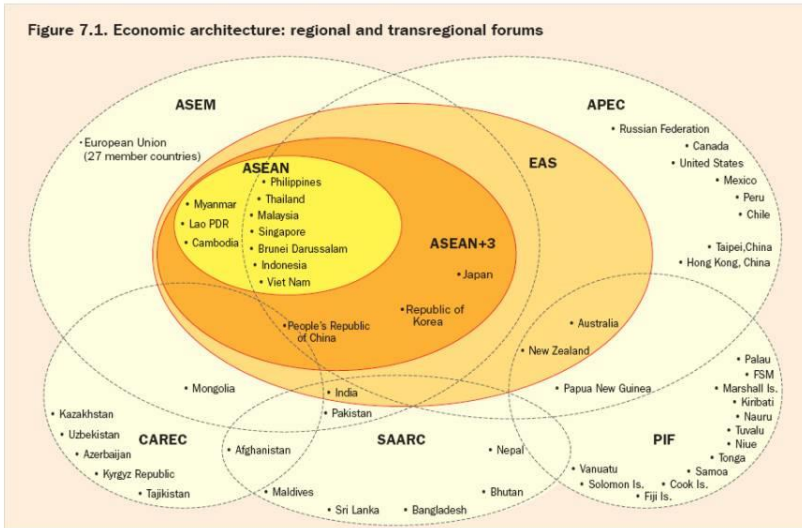 Figure 7.1. Economic architecture: regional and transregional forums
ASEM
APEC
• European Union
(27 member countries)
• Russian Federation
• Canada
• United States
• Mexico
• Peru
• Chile
• Taipei,China
• Hong Kong, China
EAS
ASEAN
• Philippines
• Thailand
• Malaysia
• Singapore
• Brunei Darussalam
• Indonesia
• Viet Nam
• Myanmar
• Lao PDR
• Cambodia
ASEAN+3
• Japan
• Republic of
Korea
• People's Republic
of China
• Australia
• New Zealand
• Papua New Guinea
• Mongolia
• India
• Pakistan
• Kazakhstan
• Uzbekistan
• Azerbaijan
• Kyrgyz Republic
• Tajikistan
CAREC
• Afghanistan
SAARC
• Nepal
• Maldives
• Bhutan
• Sri Lanka
• Bangladesh
PIF
• Palau
• FSM
• Marshall Is.
• Kiribati
• Nauru
• Tuvalu
• Niue
• Tonga
• Samoa
• Vanuatu
• Solomon Is.
• Cook Is.
• Fiji Is.